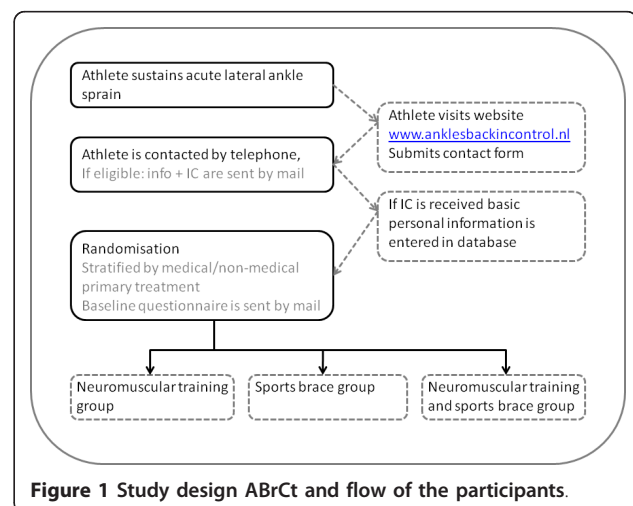 Athlete sustains acute lateral ankle
sprain
Athlete visits website
www.anklesbackincontrol.nl
Submits contact form
Athlete is contacted by telephone,
If eligible: info + IC are sent by mail
If IC is received basic
personal information is
entered in database
Randomisation
Stratified by medical/non-medical
primary treatment
Baseline questionnaire is sent by mail
Neuromuscular training
group
Sports brace group
Neuromuscular training
and sports brace group
Figure 1 Study design ABrCt and flow of the participants.